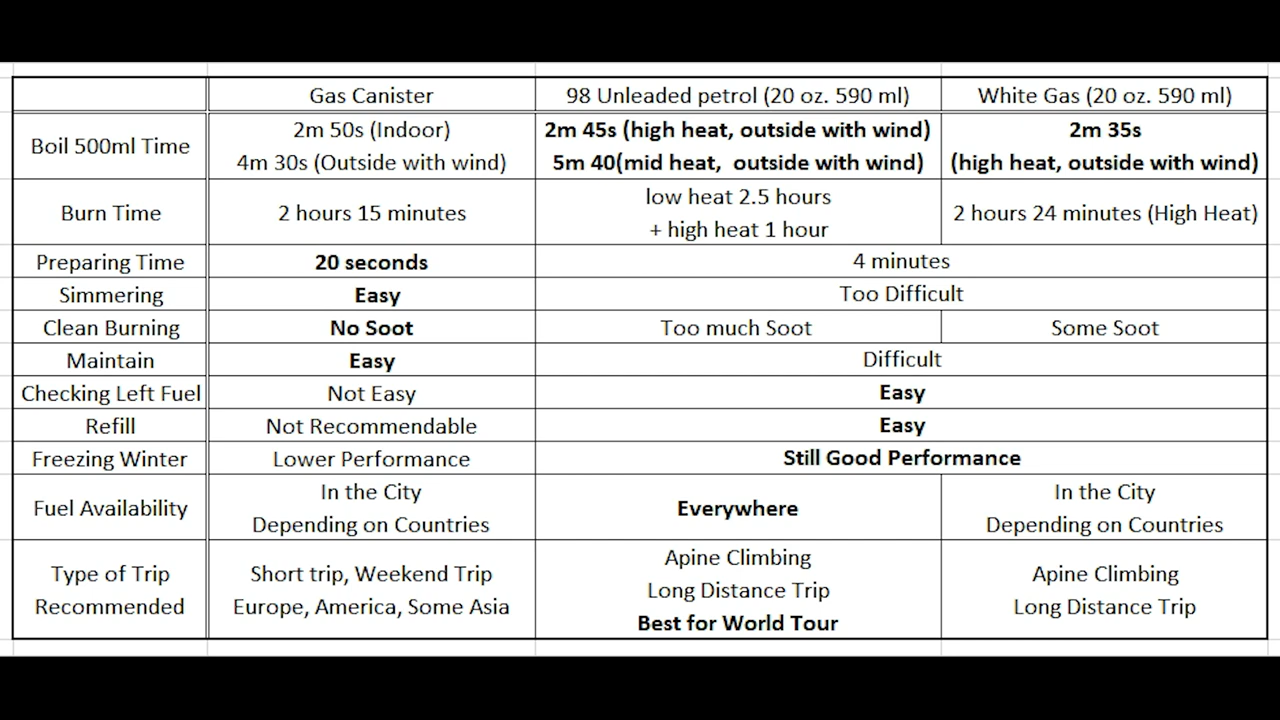 Gas Canister
98 Unleaded petrol (20 oz. 590 ml)
White Gas (20 oz. 590 ml)
Boil 500ml Time
2m 50s (Indoor)
4m 30s (Outside with wind)
2m 45s (high heat, outside with wind)
5m 40(mid heat,  outside with wind)
2m 35s
(high heat, outside with wind)
Burn Time
2 hours 15 minutes
low heat 2.5 hours
+ high heat 1 hour
2 hours 24 minutes (High Heat)
Preparing Time
20 seconds
4 minutes
Simmering
Easy
Too Difficult
Clean Burning
No Soot
Too much Soot
Some Soot
Maintain
Easy
Difficult
Checking Left Fuel
Not Easy
Easy
Refill
Not Recommendable
Easy
Freezing Winter
Lower Performance
Still Good Performance
Fuel Availability
In the City
Depending on Countries
Everywhere
In the City
Depending on Countries
Type of Trip
Recommended
Short trip, Weekend Trip
Europe, America, Some Asia
Apine Climbing
Long Distance Trip
Best for World Tour
Apine Climbing
Long Distance Trip